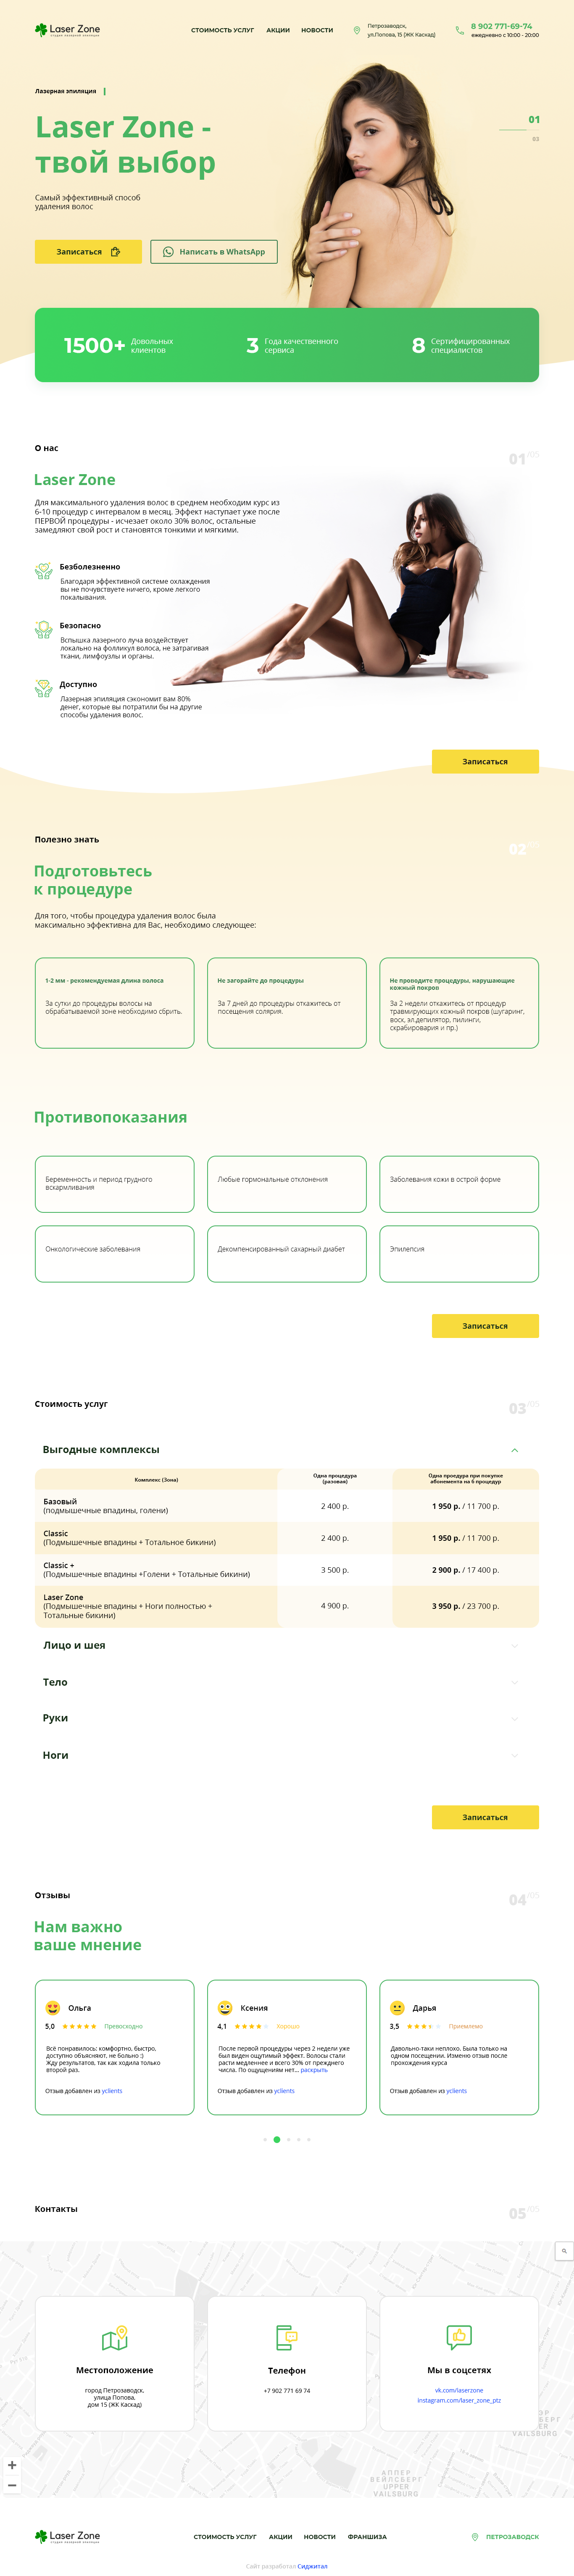 Laser Zone
студия лазерной эпиляции
СТОИМОСТЬ УСЛУГ
АКЦИИ
НОВОСТИ
Петрозаводск,
ул.Попова, 15 (ЖК Каскад)
8 902 771-69-74
ежедневно с 10:00 - 20:00
Лазерная эпиляция
Laser Zone -
твой выбор
01
03
Самый эффективный способ
удаления волос
Записаться
Написать в WhatsApp
1500+
Довольных
клиентов
3
Года качественного
сервиса
8
Сертифицированных
специалистов
О нас
01/05
Laser Zone
Для максимального удаления волос в среднем необходим курс из
6-10 процедур с интервалом в месяц. Эффект наступает уже после
ПЕРВОЙ процедуры - исчезает около 30% волос, остальные
замедляют свой рост и становятся тонкими и мягкими.
Безболезненно
Благодаря эффективной системе охлаждения
вы не почувствуете ничего, кроме легкого
покалывания.
Безопасно
Вспышка лазерного луча воздействует
локально на фолликул волоса, не затрагивая
ткани, лимфоузлы и органы.
Доступно
Лазерная эпиляция сэкономит вам 80%
денег, которые вы потратили бы на другие
способы удаления волос.
Записаться
Полезно знать
02/05
Подготовьтесь
к процедуре
Для того, чтобы процедура удаления волос была
максимально эффективна для Вас, необходимо следующее:
1-2 мм - рекомендуемая длина волоса
За сутки до процедуры волосы на
обрабатываемой зоне необходимо сбрить.
Не загорайте до процедуры
За 7 дней до процедуры откажитесь от
посещения солярия.
Не проводите процедуры, нарушающие
кожный покров
За 2 недели откажитесь от процедур
травмирующих кожный покров (шугаринг,
воск, эл.депилятор, пилинги,
скрабировария и пр.)
Противопоказания
Беременность и период грудного
вскармливания
Любые гормональные отклонения
Заболевания кожи в острой форме
Онкологические заболевания
Декомпенсированный сахарный диабет
Эпилепсия
Записаться
Стоимость услуг
03/05
Выгодные комплексы
Комплекс (Зона)
Одна процедура
(разовая)
Одна проедура при покупке
абонемента на 6 процедур
Базовый
(подмышечные впадины, голени)
2 400 р.
1 950 р. / 11 700 р.
Classic
(Подмышечные впадины + Тотальное бикини)
2 400 р.
1 950 р. / 11 700 р.
Classic +
(Подмышечные впадины +Голени + Тотальные бикини)
3 500 р.
2 900 р. / 17 400 р.
Laser Zone
(Подмышечные впадины + Ноги полностью +
Тотальные бикини)
4 900 р.
3 950 р. / 23 700 р.
Лицо и шея
Тело
Руки
Ноги
Записаться
Отзывы
04/05
Нам важно
ваше мнение
Ольга
5,0
Превосходно
Всё понравилось: комфортно, быстро,
доступно объясняют, не больно :)
Жду результатов, так как ходила только
второй раз.
Отзыв добавлен из yclients
Ксения
4,1
Хорошо
После первой процедуры через 2 недели уже
был виден ощутимый эффект. Волосы стали
расти медленнее и всего 30% от прежднего
числа. По ощущениям нет... раскрыть
Отзыв добавлен из yclients
Дарья
3,5
Приемлемо
Давольно-таки неплохо. Была только на
одном посещении. Изменю отзыв после
прохождения курса
Отзыв добавлен из yclients
Контакты
05/05
Местоположение
город Петрозаводск,
улица Попова,
дом 15 (ЖК Каскад)
Телефон
+7 902 771 69 74
Мы в соцсетях
vk.com/laserzone
instagram.com/laser_zone_ptz
VAILSBURG
АППЕР
ВЕЙЛСБЕРГ
UPPER
VAILSBURG
Laser Zone
студия лазерной эпиляции
СТОИМОСТЬ УСЛУГ
АКЦИИ
НОВОСТИ
ФРАНШИЗА
ПЕТРОЗАВОДСК
Сайт разработал Сиджитал